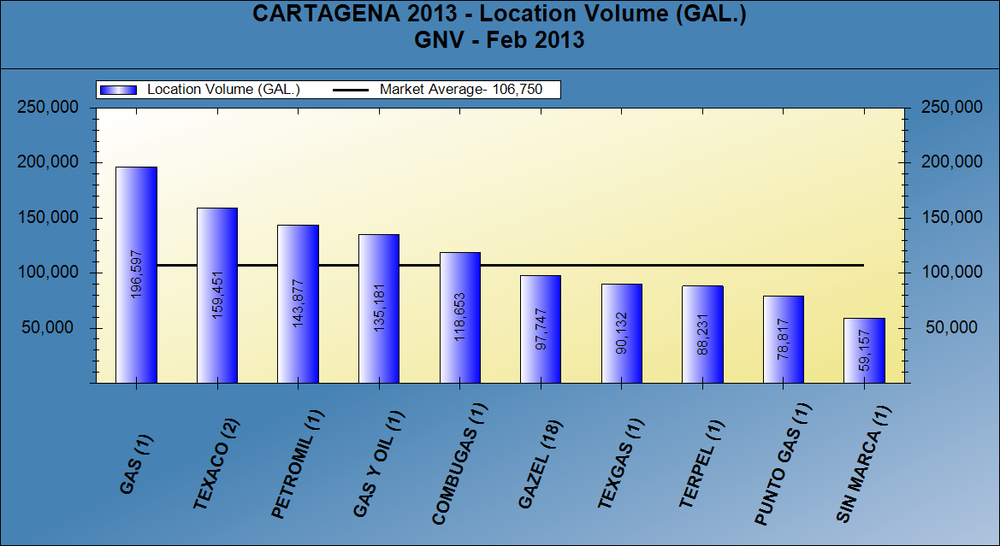 CARTAGENA 2013 - Location Volume (GAL.)
GNV - Feb 2013
Location Volume (GAL.) Market Average- 106,750
250,000 250,000
200,000 200,000
150,000 150,000
100,000 100,000
50,000 50,000
196,597 159,451 143,877 135,181 118,653 97,747 90,132 88,231 78,817 59,157
GAS (1) TEXACO (2) PETROMIL (1) GAS Y OIL (1) COMBUGAS (1) GAZEL (18) TEXGAS (1) TERPEL (1) PUNTO GAS (1) SIN MARCA (1)